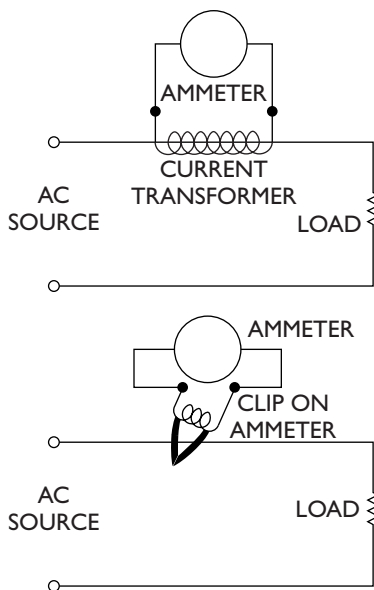 AMMETER
CURRENT
TRANSFORMER
AC
SOURCE
LOAD
AMMETER
CLIP ON
AMMETER
AC
SOURCE
LOAD